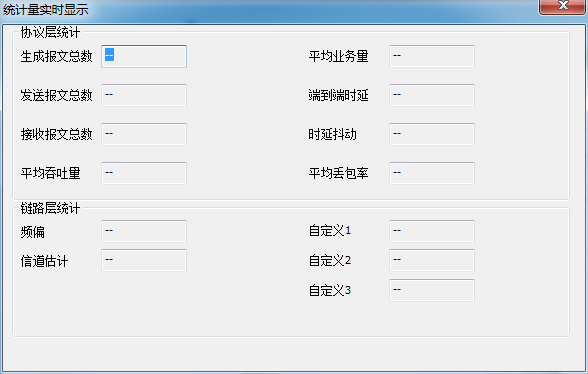 统计量实时显示
协议层统计
生成报文总数 -- 平均业务量 --
发送报文总数 -- 端到端时延 --
接收报文总数 -- 时延抖动 --
平均吞吐量 -- 平均丢包率 --
链路层统计
频偏 -- 自定义1 --
信道估计 -- 自定义2 --
自定义3 --